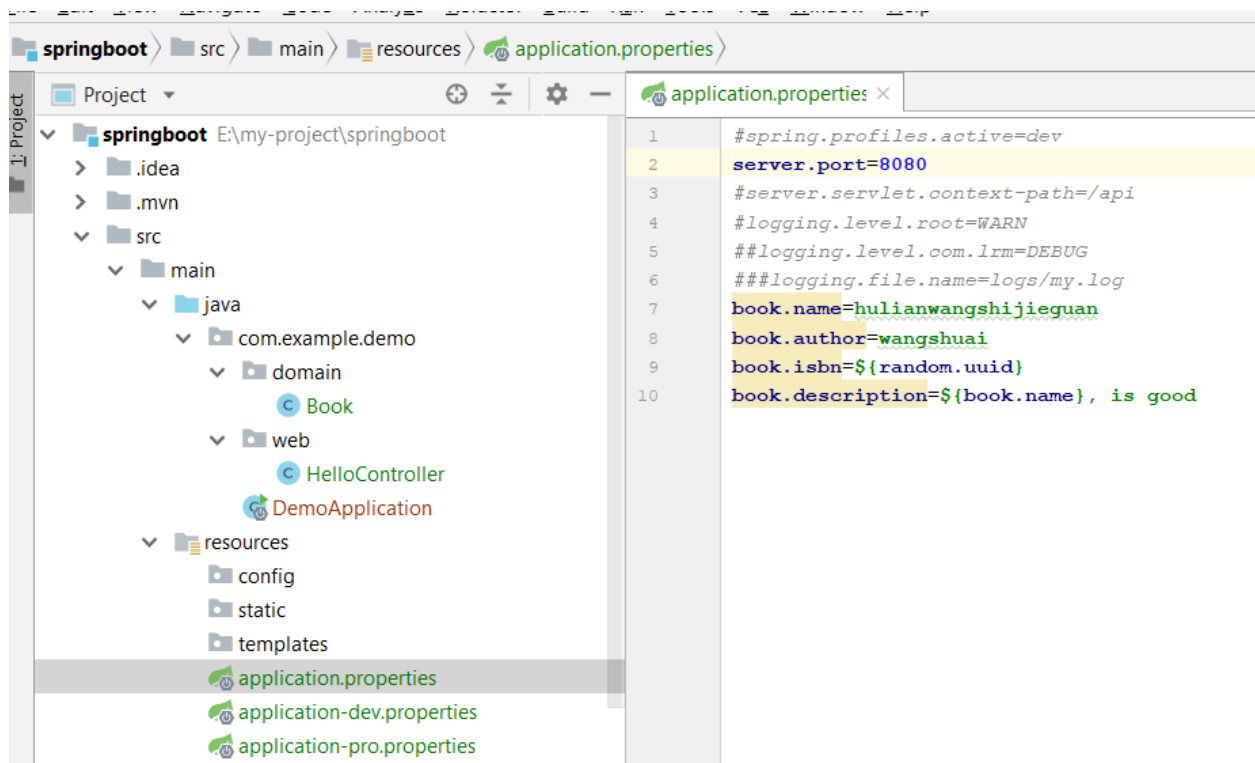 springboot src main resources application.properties
1: Project
Project
springboot E:\my-project\springboot
.idea
.mvn
src
main
java
com.example.demo
domain
Book
web
HelloController
DemoApplication
resources
config
static
templates
application.properties
application-dev.properties
application-pro.properties
application.properties
1 #spring.profiles.active=dev
2 server.port=8080
3 #server.servlet.context-path=/api
4 #logging.level.root=WARN
5 ##logging.level.com.lrm=DEBUG
6 ###logging.file.name=logs/my.log
7 book.name=hulianwangshijieguan
8 book.author=wangshuai
9 book.isbn=${random.uuid}
10 book.description=${book.name}, is good